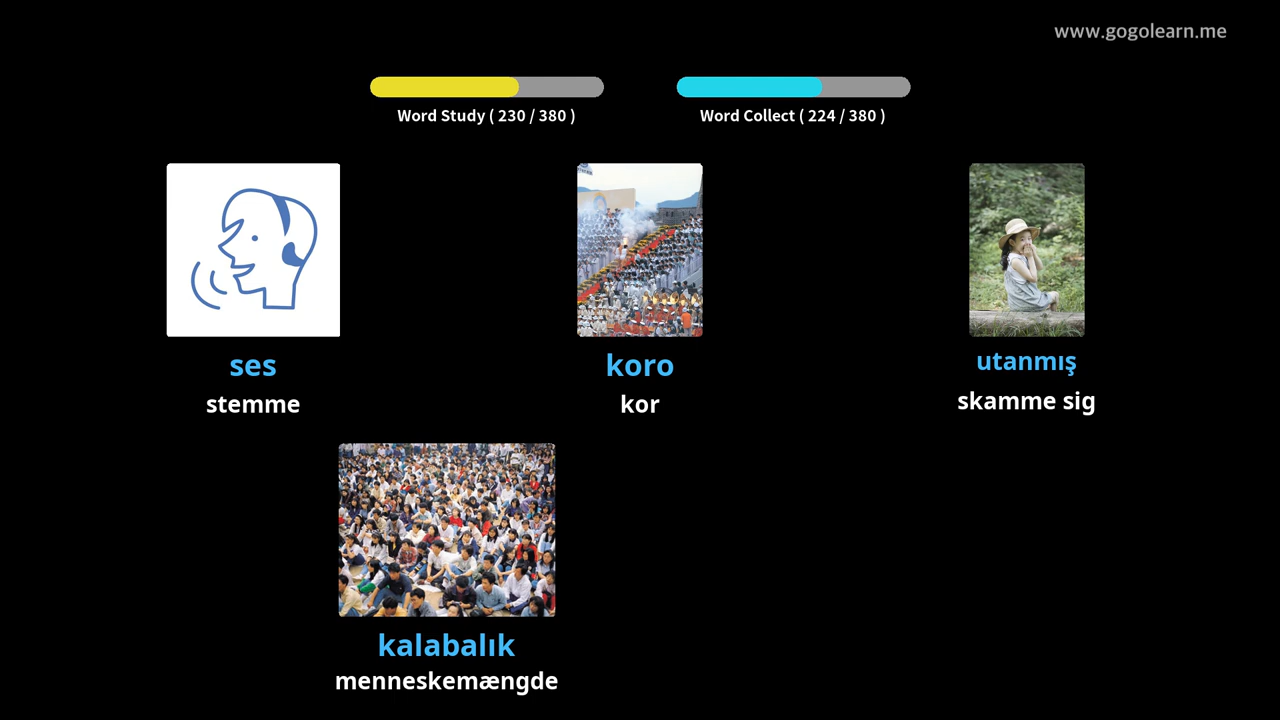 www.gogolearn.me
Word Study ( 230 / 380 )
Word Collect ( 224 / 380 )
ses
stemme
koro
kor
utanmış
skamme sig
kalabalık
menneskemængde